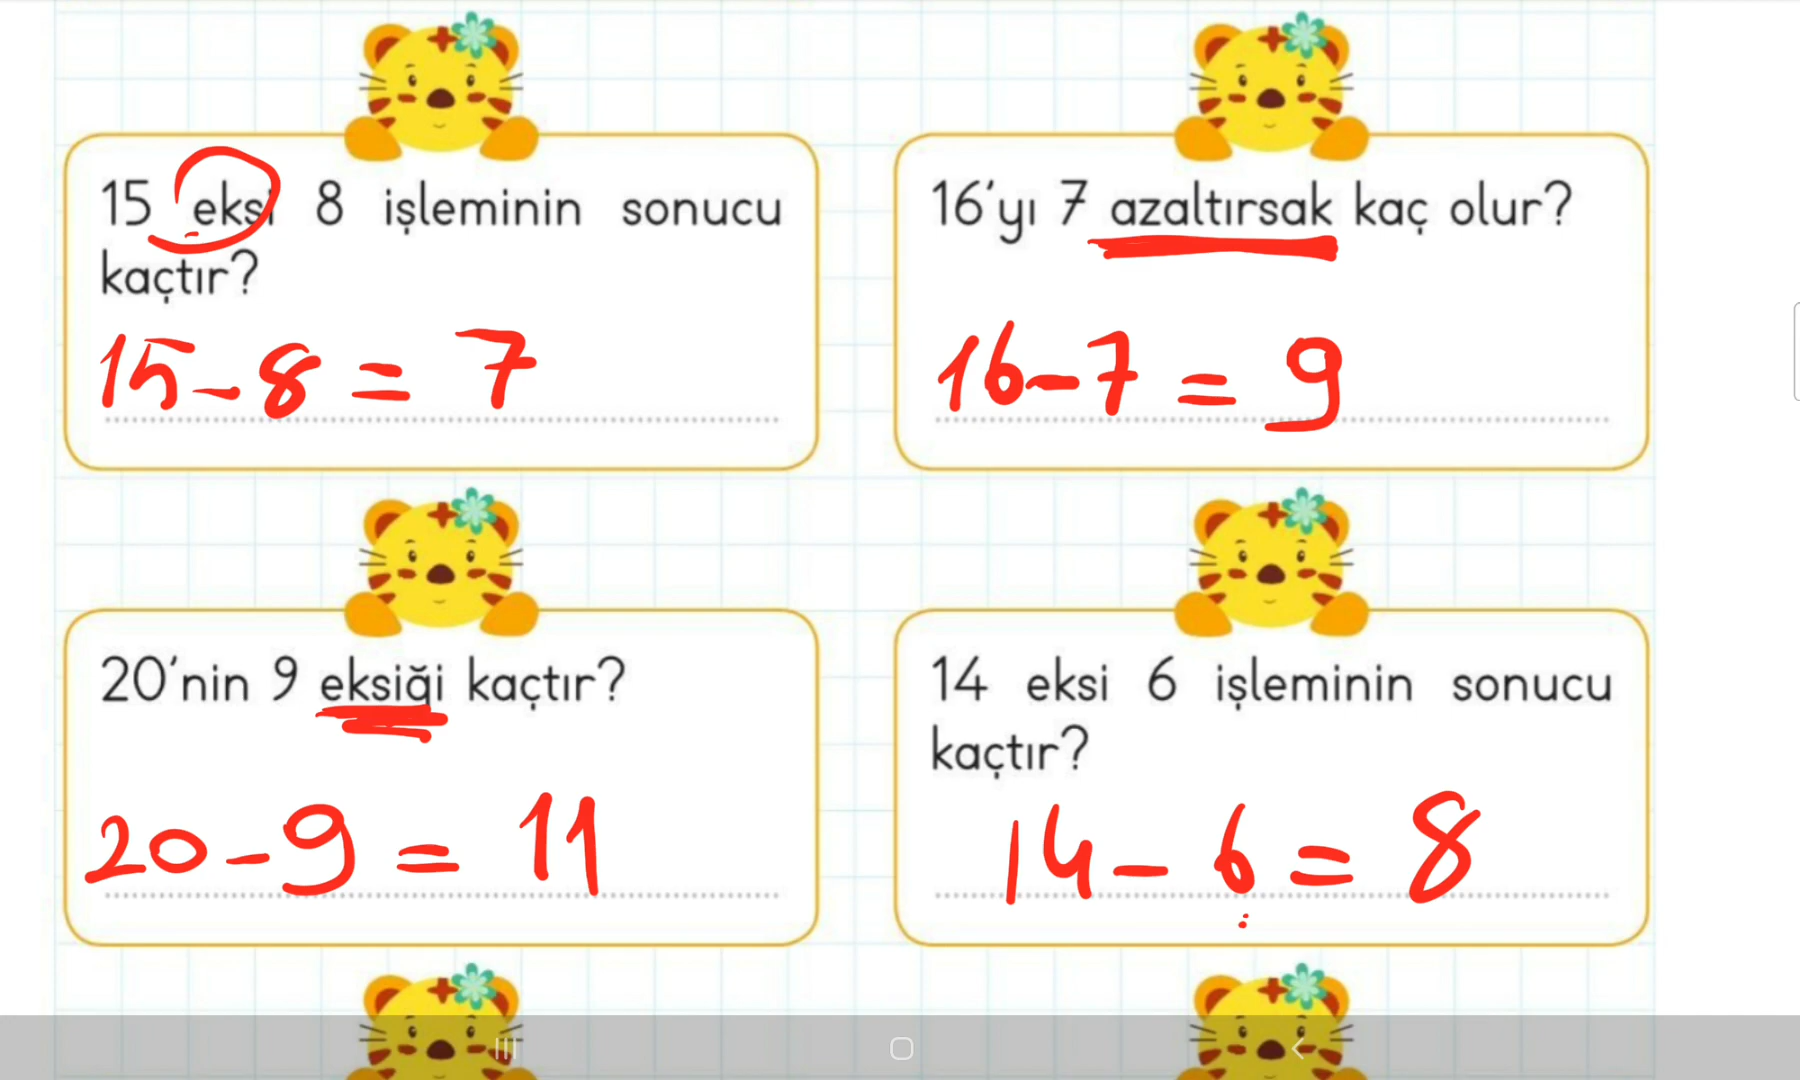 15 eksi 8 işleminin sonucu
kaçtır?
15-8=7
16'yı 7 azaltırsak kaç olur?
16-7=9
20'nin 9 eksiği kaçtır?
20-9=11
14 eksi 6 işleminin sonucu
kaçtır?
14-6=8